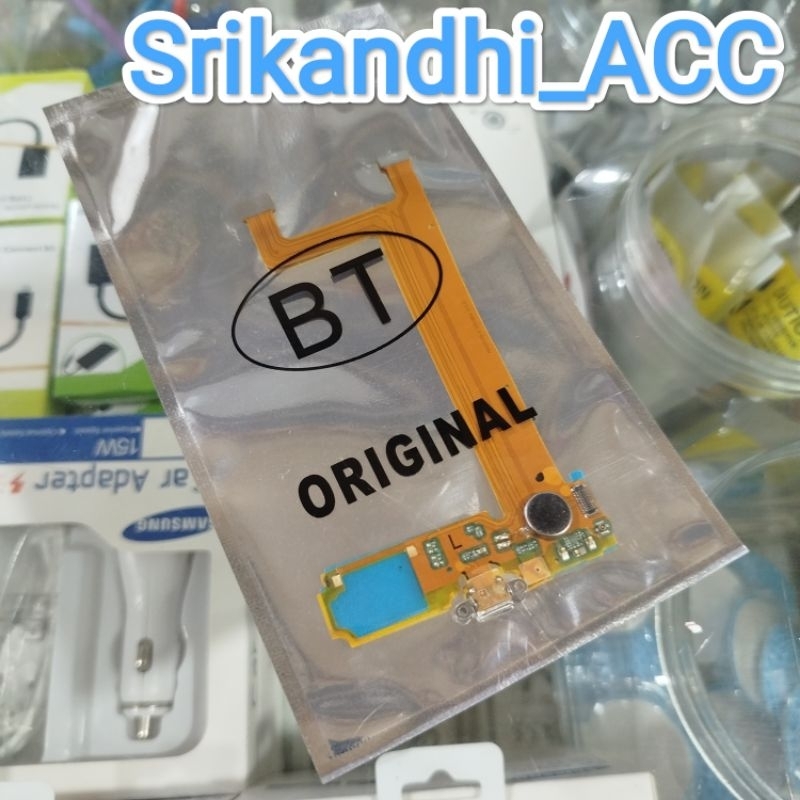 Srikandhi_ACC
BT
ORIGINAL
15W
Car Adapter
SAMSUNG